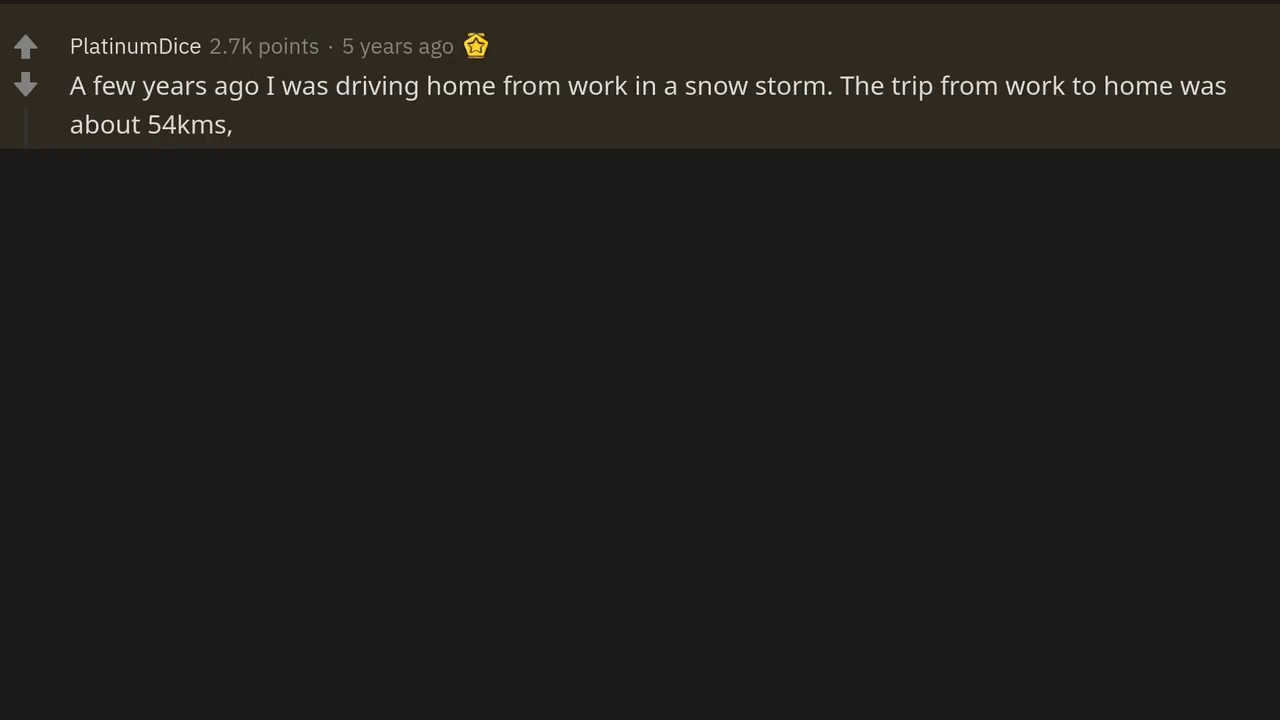 PlatinumDice 2.7k points · 5 years ago
A few years ago I was driving home from work in a snow storm. The trip from work to home was
about 54kms,